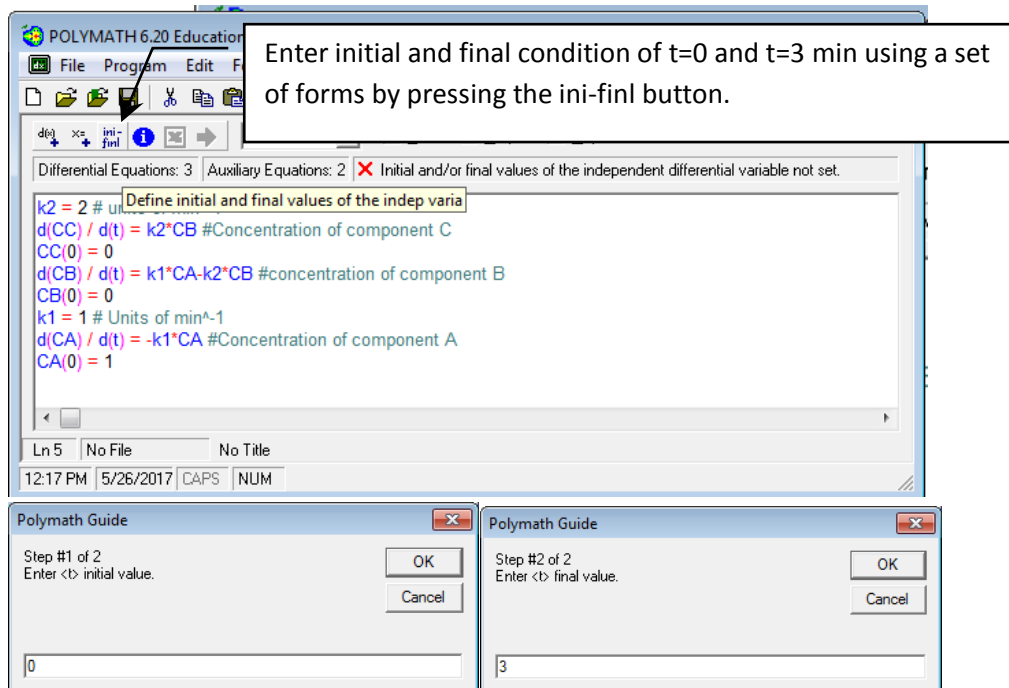 POLYMATH 6.20 Education
File Program Edit F
Enter initial and final condition of t=0 and t=3 min using a set
of forms by pressing the ini-finl button.
d(x) x= ini-
finl
Differential Equations: 3 Auxiliary Equations: 2 Initial and/or final values of the independent differential variable not set.
k2 = 2 # un
Define initial and final values of the indep varia
d(CC) / d(t) = k2*CB #Concentration of component C
CC(0) = 0
d(CB) / d(t) = k1*CA-k2*CB #concentration of component B
CB(0) = 0
k1 = 1 # Units of min^-1
d(CA) / d(t) = -k1*CA #Concentration of component A
CA(0) = 1
Ln 5 No File No Title
12:17 PM 5/26/2017 CAPS NUM
Polymath Guide
Step #1 of 2
Enter <t> initial value.
OK
Cancel
0
Polymath Guide
Step #2 of 2
Enter <t> final value.
OK
Cancel
3